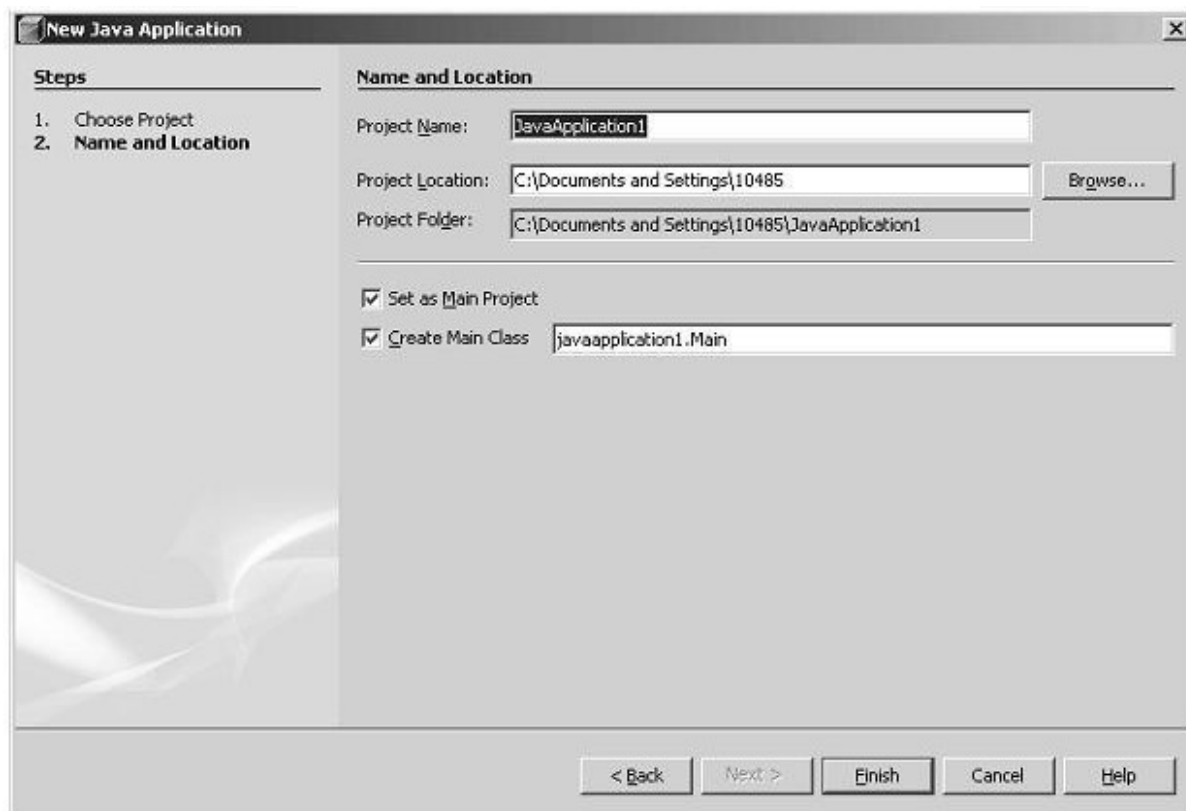 New Java Application
Steps
1. Choose Project
2. Name and Location
Name and Location
Project Name: JavaApplication1
Project Location: C:\Documents and Settings\10485 Browse...
Project Folder: C:\Documents and Settings\10485\JavaApplication1
Set as Main Project
Create Main Class javaapplication1.Main
< Back Next > Finish Cancel Help